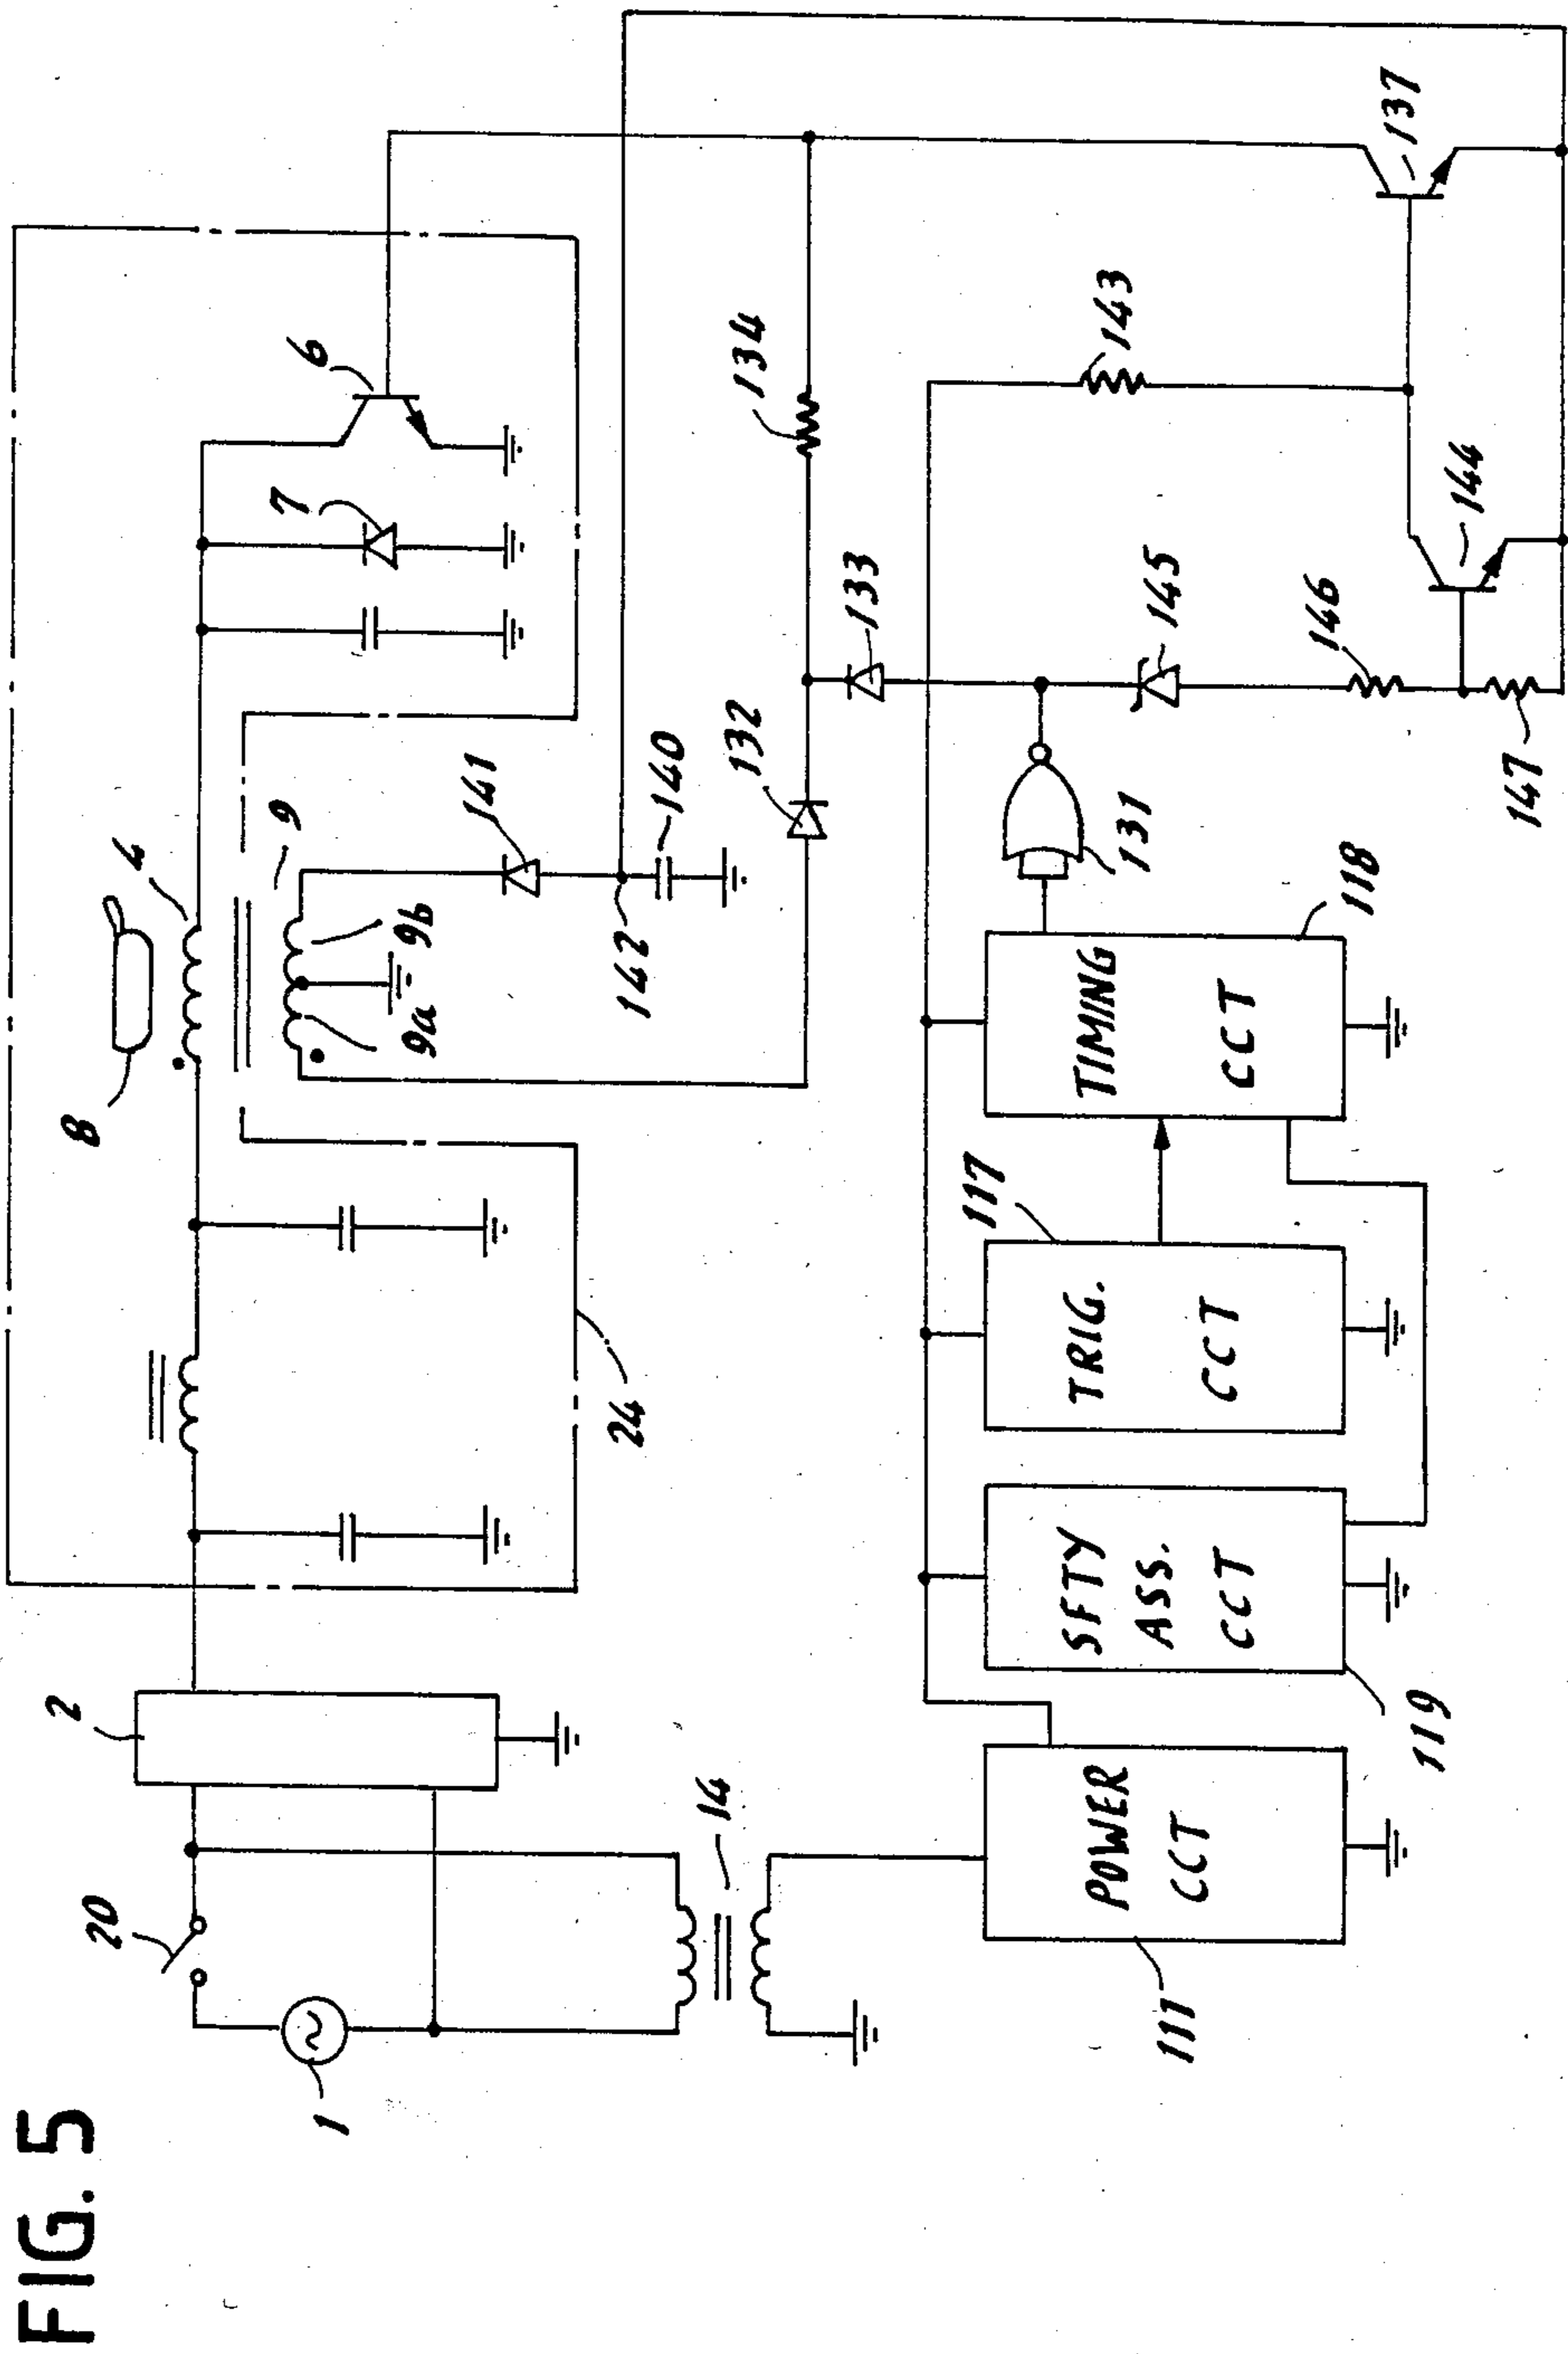 FIG. 5
1
20
2
14
24
8
4
9
9a
9b
7
6
141
142
140
132
133
134
111
POWER
CCT
119
SFTY
ASS.
CCT
117
TRIG.
CCT
118
TIMING
CCT
131
145
146
147
143
144
137